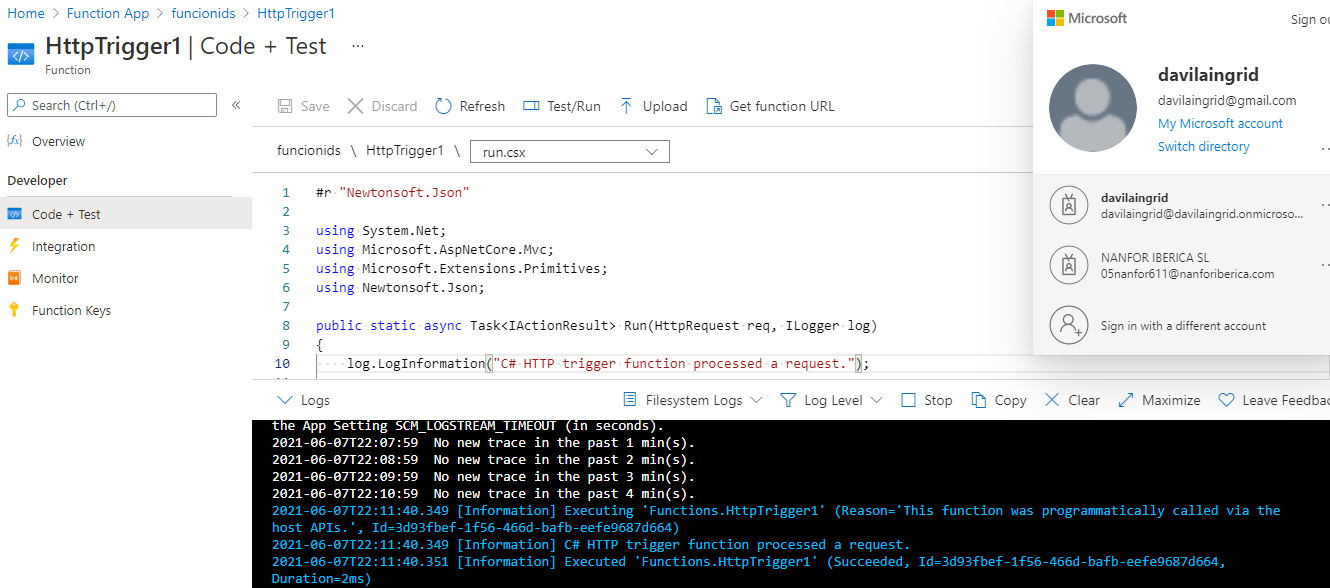 Home > Function App > funcionids > HttpTrigger1
HttpTrigger1 | Code + Test ...
Function
Search (Ctrl+/)
«
Overview
Developer
Code + Test
Integration
Monitor
Function Keys
Save Discard Refresh Test/Run Upload Get function URL
funcionids \ HttpTrigger1 \ run.csx
1 #r "Newtonsoft.Json"
2
3 using System.Net;
4 using Microsoft.AspNetCore.Mvc;
5 using Microsoft.Extensions.Primitives;
6 using Newtonsoft.Json;
7
8 public static async Task<IActionResult> Run(HttpRequest req, ILogger log)
9 {
10 log.LogInformation("C# HTTP trigger function processed a request.");
Logs Filesystem Logs Log Level Stop Copy Clear Maximize Leave Feedbac
the App Setting SCM_LOGSTREAM_TIMEOUT (in seconds).
2021-06-07T22:07:59 No new trace in the past 1 min(s).
2021-06-07T22:08:59 No new trace in the past 2 min(s).
2021-06-07T22:09:59 No new trace in the past 3 min(s).
2021-06-07T22:10:59 No new trace in the past 4 min(s).
2021-06-07T22:11:40.349 [Information] Executing 'Functions.HttpTrigger1' (Reason='This function was programmatically called via the
host APIs.', Id=3d93fbef-1f56-466d-bafb-eefe9687d664)
2021-06-07T22:11:40.349 [Information] C# HTTP trigger function processed a request.
2021-06-07T22:11:40.351 [Information] Executed 'Functions.HttpTrigger1' (Succeeded, Id=3d93fbef-1f56-466d-bafb-eefe9687d664,
Duration=2ms)
Microsoft
Sign ou
davilaingrid
davilaingrid@gmail.com
My Microsoft account
Switch directory
davilaingrid
davilaingrid@davilaingrid.onmicroso...
NANFOR IBERICA SL
05nanfor611@nanforiberica.com
Sign in with a different account